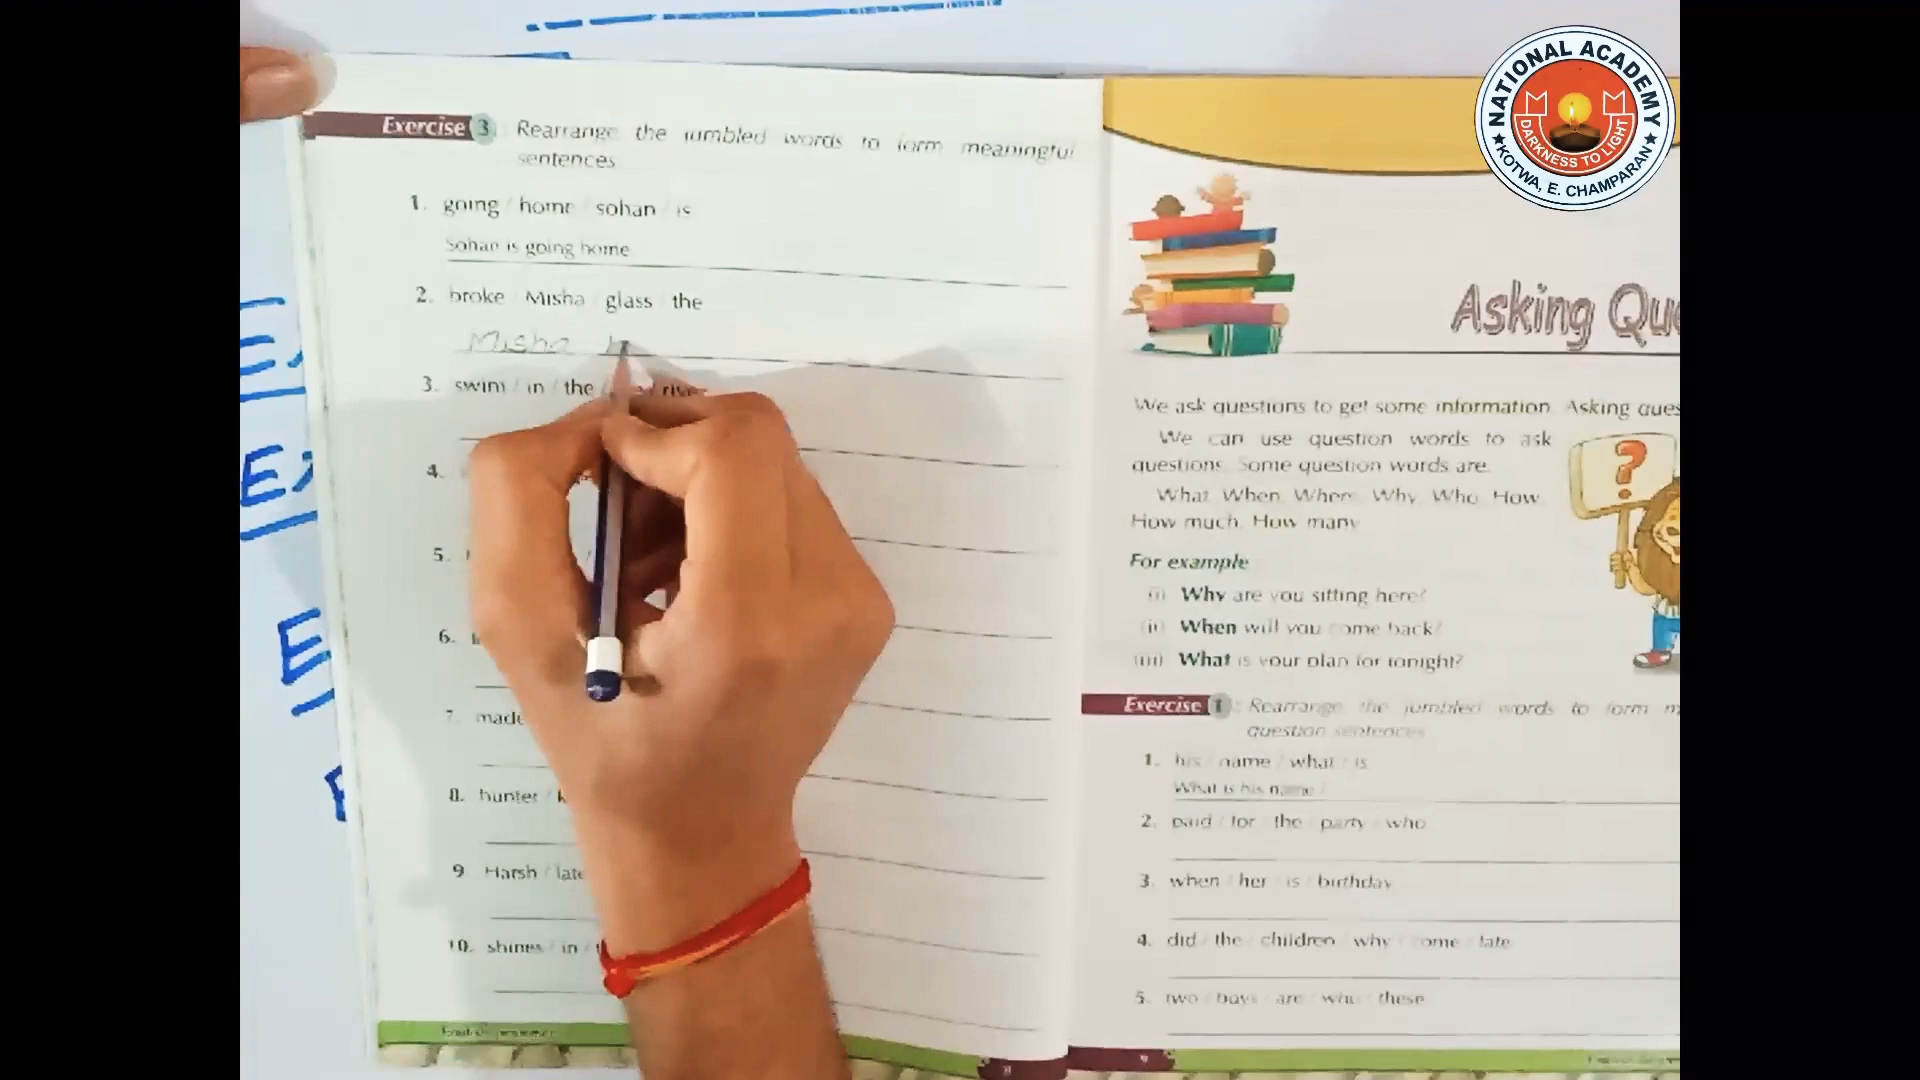 NATIONAL ACADEMY
DARKNESS TO LIGHT
KOTWA, E. CHAMPARAN
Exercise 3 Rearrange the jumbled words to form meaningful
sentences
1. going / home / sohan / is
Sohan is going home
2. broke / Misha / glass / the
Misha
3. swim / in / the /
4.
5.
6.
7. made
8. hunter /
9 Harsh / late
10. shines / in /
8
Asking
We ask questions to get some information. Asking
We can use question words to ask
questions. Some question words are
What, When, Where, Why, Who, How,
How much, How many
For example
(i) Why are you sitting here?
(ii) When will you come back?
(iii) What is your plan for tonight?
Exercise 1 : Rearrange the jumbled words to form
question sentences
1. his / name / what / is
What is his name?
2. paid / for / the / party / who
3. when / her / is / birthday
4. did / the / children / why / come / late
5. two / boys / are / who / these
9